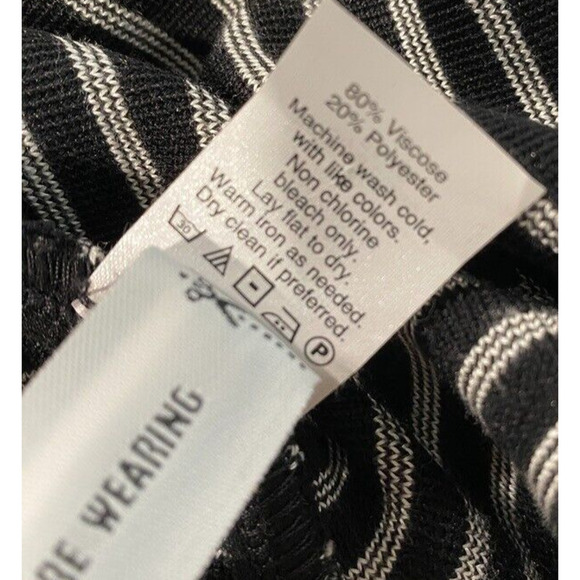 80% Viscose
20% Polyester
Machine wash cold,
with like colors.
Non chlorine
bleach only.
Lay flat to dry.
Warm iron as needed.
Dry clean if preferred.
30
P
RE WEARING